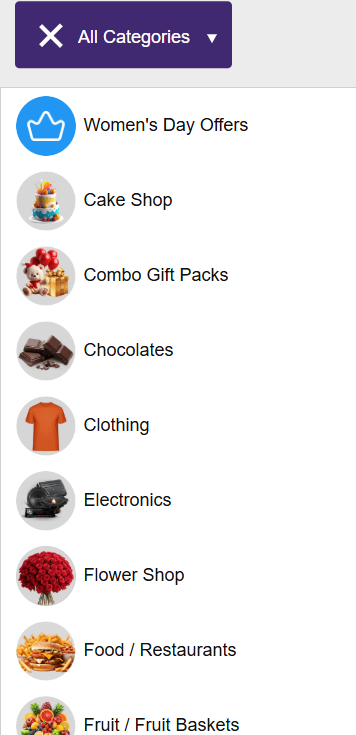 All Categories
Women's Day Offers
Cake Shop
Combo Gift Packs
Chocolates
Clothing
Electronics
Flower Shop
Food / Restaurants
Fruit / Fruit Baskets